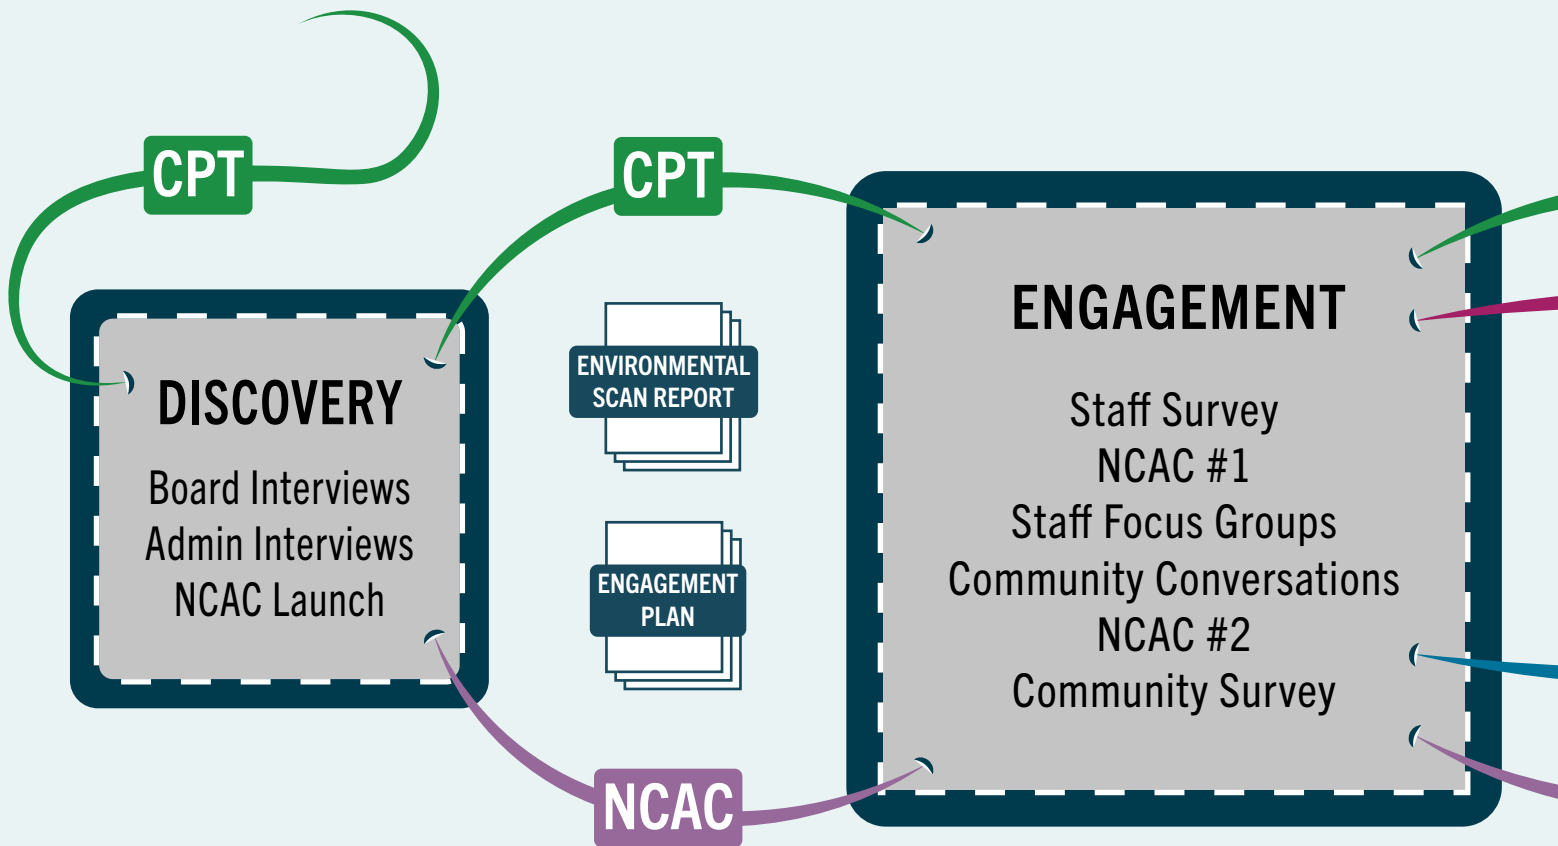 CPT
DISCOVERY
Board Interviews
Admin Interviews
NCAC Launch
CPT
ENVIRONMENTAL
SCAN REPORT
ENGAGEMENT
PLAN
NCAC
ENGAGEMENT
Staff Survey
NCAC #1
Staff Focus Groups
Community Conversations
NCAC #2
Community Survey